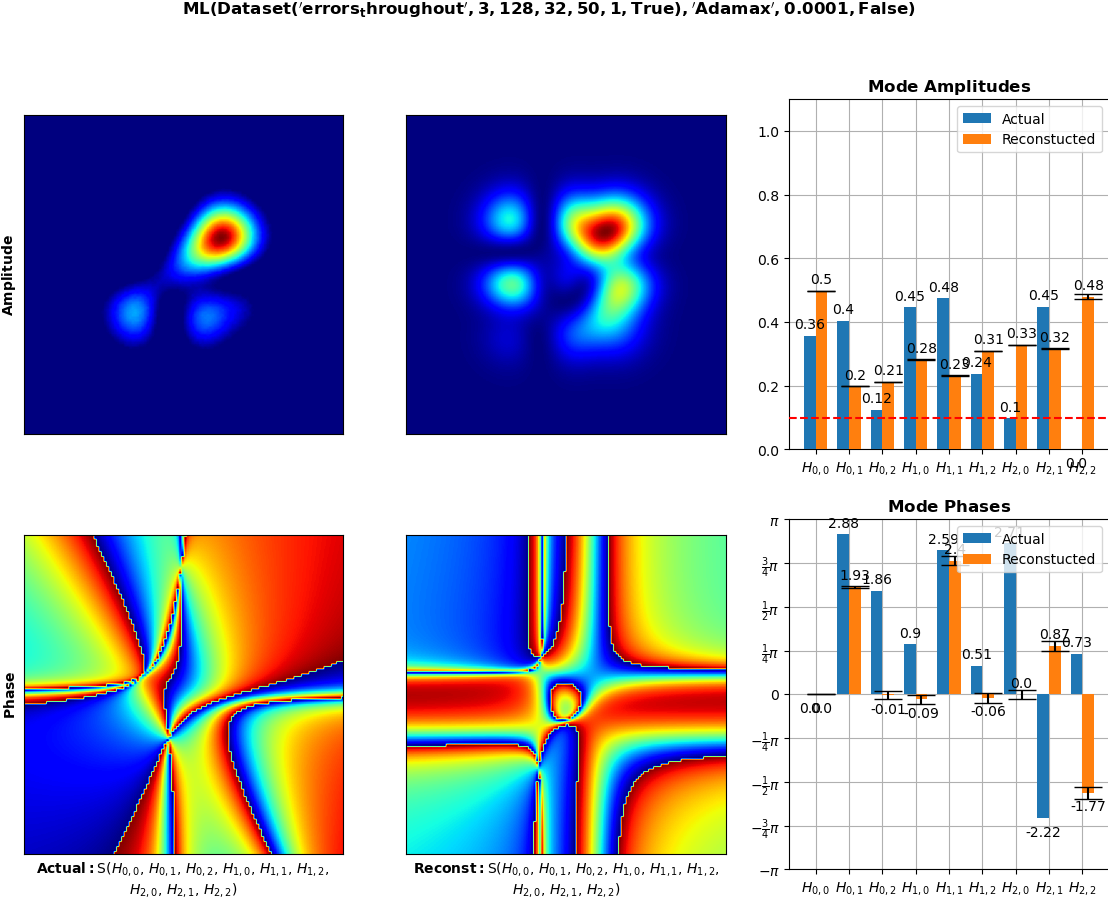 ML(Dataset('errors_throughout', 3, 128, 32, 50, 1, True), 'Adamax', 0.0001, False)
Amplitude
Mode Amplitudes
Actual
Reconstucted
1.0
0.8
0.6
0.4
0.2
0.0
0.36
0.5
0.4
0.2
0.12
0.21
0.45
0.28
0.48
0.23
0.24
0.31
0.1
0.33
0.45
0.32
0.0
0.48
H0,0 H0,1 H0,2 H1,0 H1,1 H1,2 H2,0 H2,1 H2,2
Phase
Mode Phases
Actual
Reconstucted
π
3/4π
1/2π
1/4π
0
−1/4π
−1/2π
−3/4π
−π
0.0
0.0
2.88
1.93
1.86
-0.01
0.9
-0.09
2.59
0.51
-0.06
0.0
-2.22
0.87
0.73
-1.77
H0,0 H0,1 H0,2 H1,0 H1,1 H1,2 H2,0 H2,1 H2,2
Actual: S(H0,0, H0,1, H0,2, H1,0, H1,1, H1,2,
H2,0, H2,1, H2,2)
Reconst: S(H0,0, H0,1, H0,2, H1,0, H1,1, H1,2,
H2,0, H2,1, H2,2)